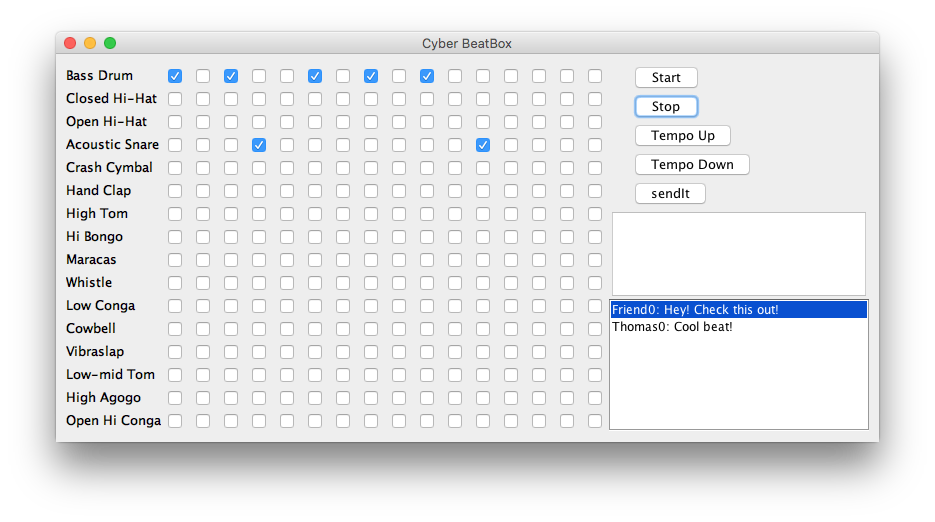 Cyber BeatBox
Bass Drum
Closed Hi-Hat
Open Hi-Hat
Acoustic Snare
Crash Cymbal
Hand Clap
High Tom
Hi Bongo
Maracas
Whistle
Low Conga
Cowbell
Vibraslap
Low-mid Tom
High Agogo
Open Hi Conga
Start
Stop
Tempo Up
Tempo Down
sendIt
Friend0: Hey! Check this out!
Thomas0: Cool beat!